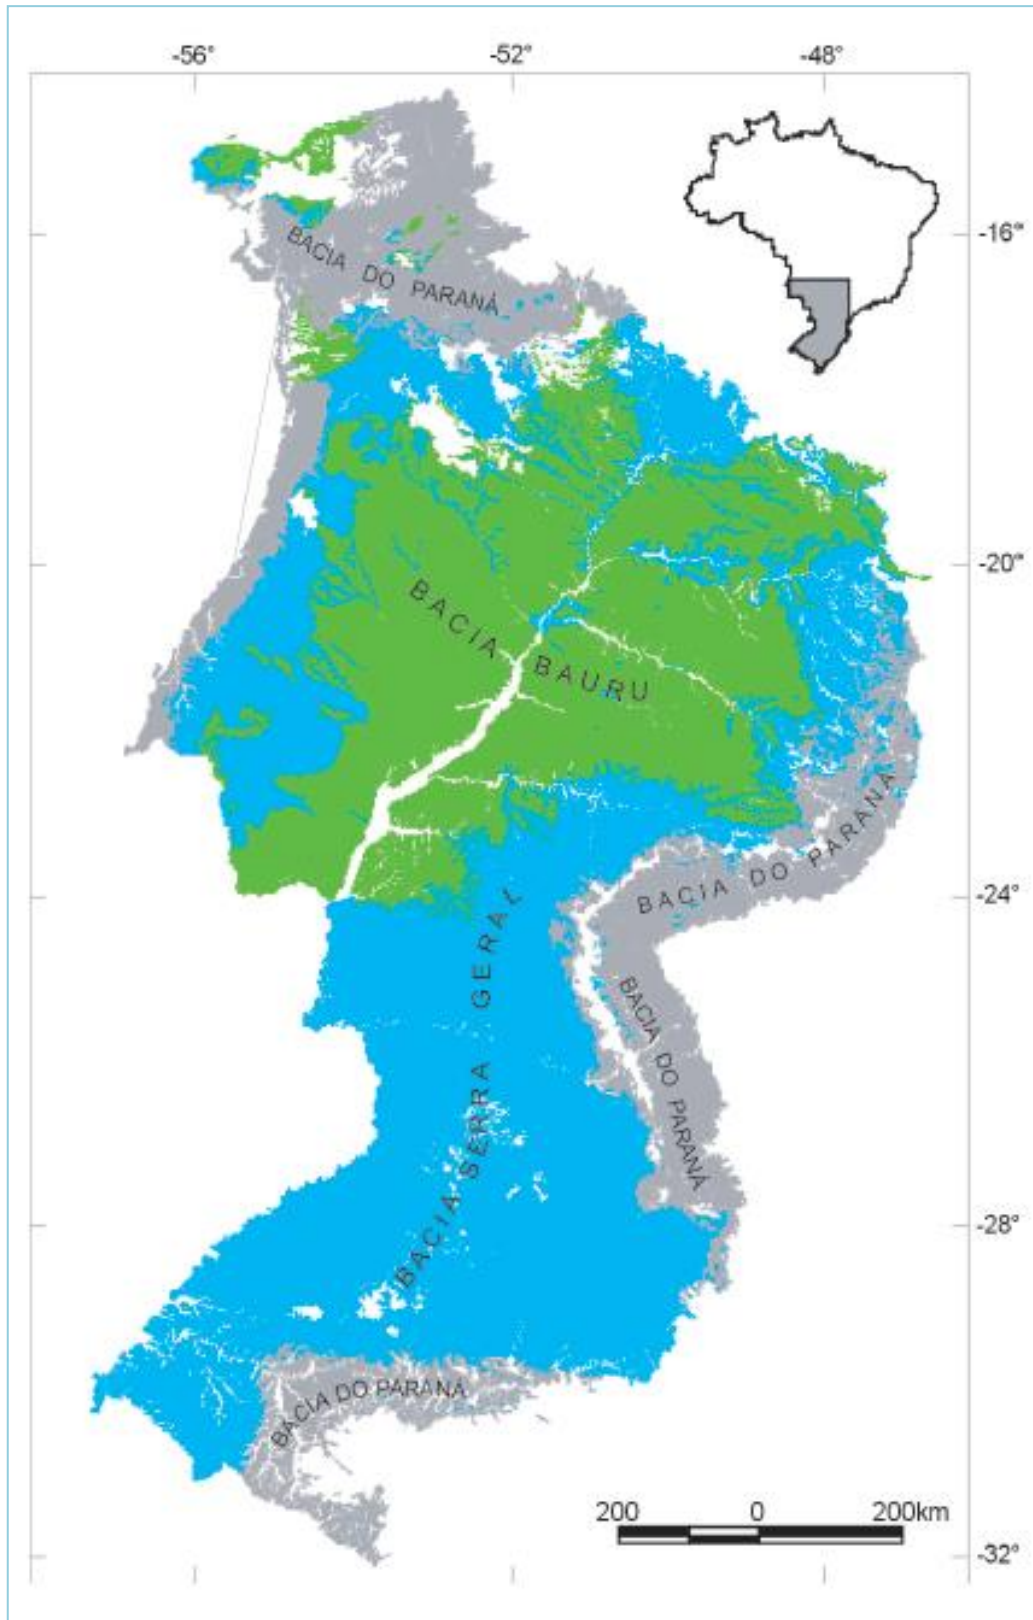 -56° -52° -48°
-16°
BACIA DO PARANÁ
-20°
BACIA BAURU
BACIA DO PARANÁ
-24°
BACIA SERRA GERAL
BACIA DO PARANÁ
-28°
BACIA DO PARANÁ
200 0 200km
-32°